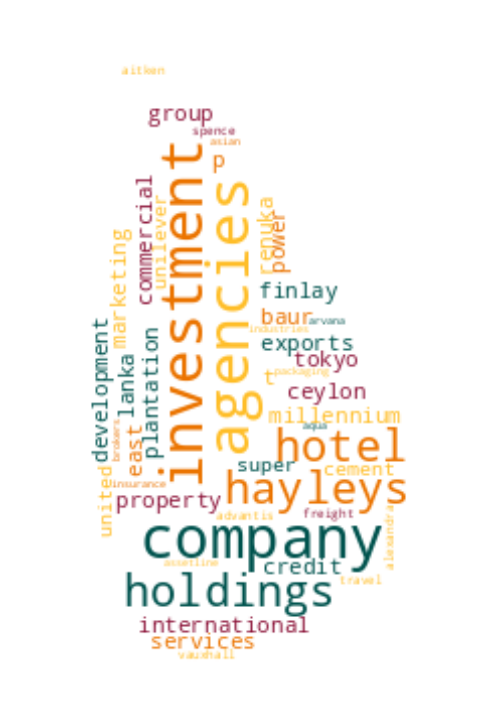 aitken
group
spence
asian
p
investment
agencies
commercial
unilever
renuka
power
marketing
finlay
baur
arvana
industries
exports
development
lanka
plantation
tokyo
packaging
t
ceylon
millennium
aqua
brokers
east
hotel
super
cement
united
insurance
hayleys
property
advantis
freight
alexandra
company
assetline
credit
travel
holdings
international
services
vauxhall